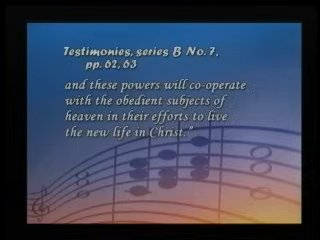 Testimonies, series B No. 7,
pp. 62, 63
and these powers will co-operate
with the obedient subjects of
heaven in their efforts to live
the new life in Christ."